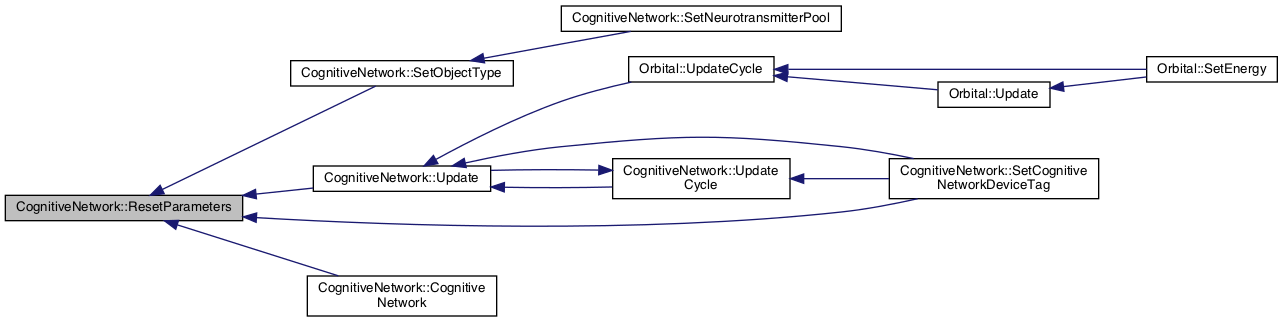 CognitiveNetwork::SetNeurotransmitterPool
CognitiveNetwork::SetObjectType
Orbital::UpdateCycle
Orbital::SetEnergy
Orbital::Update
CognitiveNetwork::Update
CognitiveNetwork::Update
Cycle
CognitiveNetwork::SetCognitive
NetworkDeviceTag
CognitiveNetwork::ResetParameters
CognitiveNetwork::Cognitive
Network